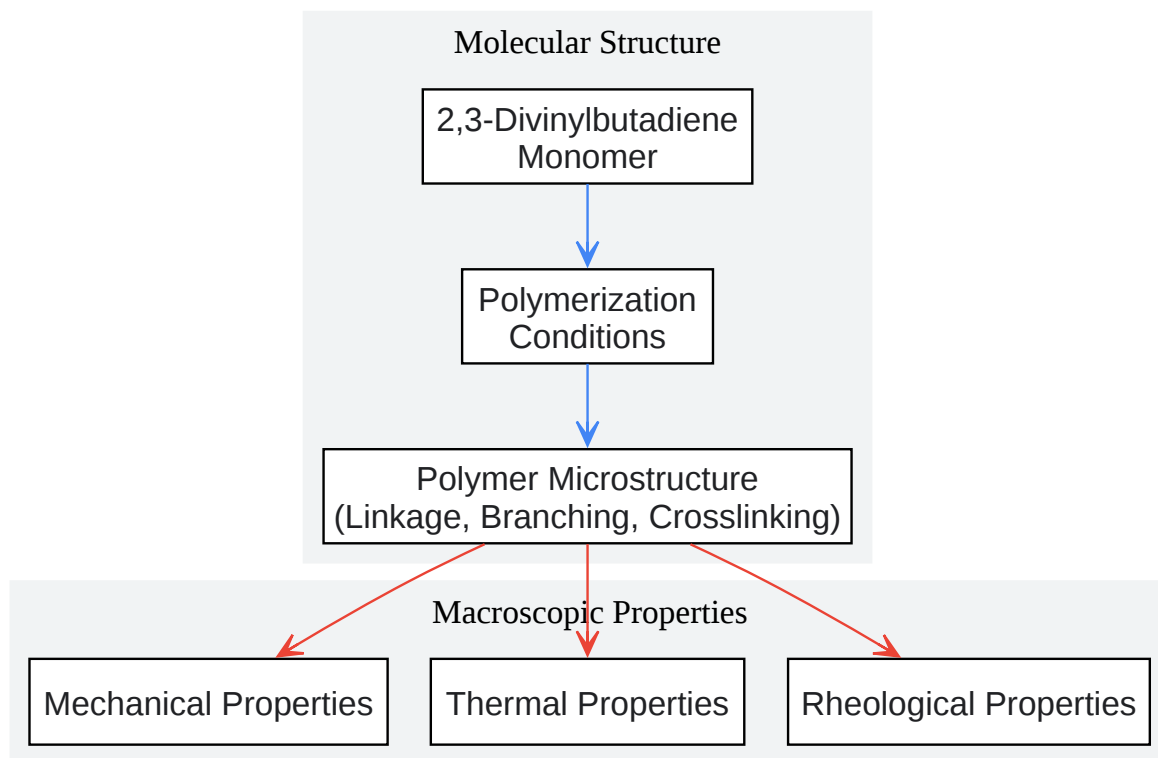 Molecular Structure
2,3-Divinylbutadiene
Monomer
Polymerization
Conditions
Polymer Microstructure
(Linkage, Branching, Crosslinking)
Macroscopic Properties
Mechanical Properties
Thermal Properties
Rheological Properties